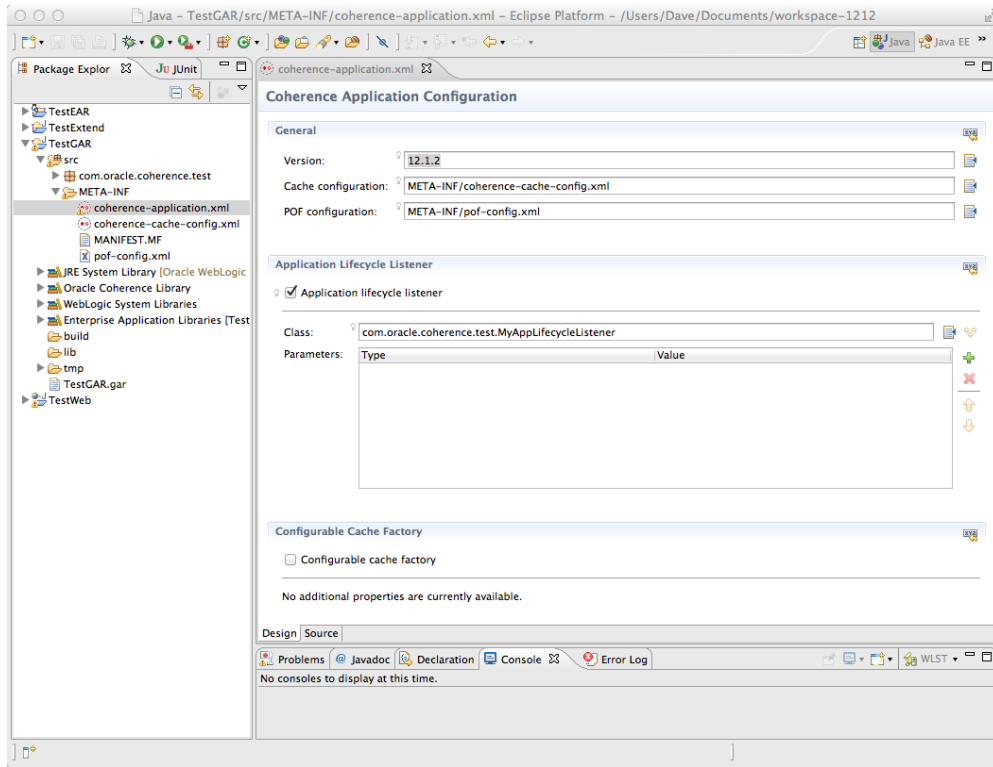 Java - TestGAR/src/META-INF/coherence-application.xml - Eclipse Platform - /Users/Dave/Documents/workspace-1212
Java
Java EE
Package Explor
JUnit
TestEAR
TestExtend
TestGAR
src
com.oracle.coherence.test
META-INF
coherence-application.xml
coherence-cache-config.xml
MANIFEST.MF
pof-config.xml
JRE System Library [Oracle WebLogic
Oracle Coherence Library
WebLogic System Libraries
Enterprise Application Libraries [Test
build
lib
tmp
TestGAR.gar
TestWeb
coherence-application.xml
Coherence Application Configuration
General
Version: 12.1.2
Cache configuration: META-INF/coherence-cache-config.xml
POF configuration: META-INF/pof-config.xml
Application Lifecycle Listener
Application lifecycle listener
Class: com.oracle.coherence.test.MyAppLifecycleListener
Parameters: Type Value
Configurable Cache Factory
Configurable cache factory
No additional properties are currently available.
Design Source
Problems @ Javadoc Declaration Console Error Log WLST
No consoles to display at this time.